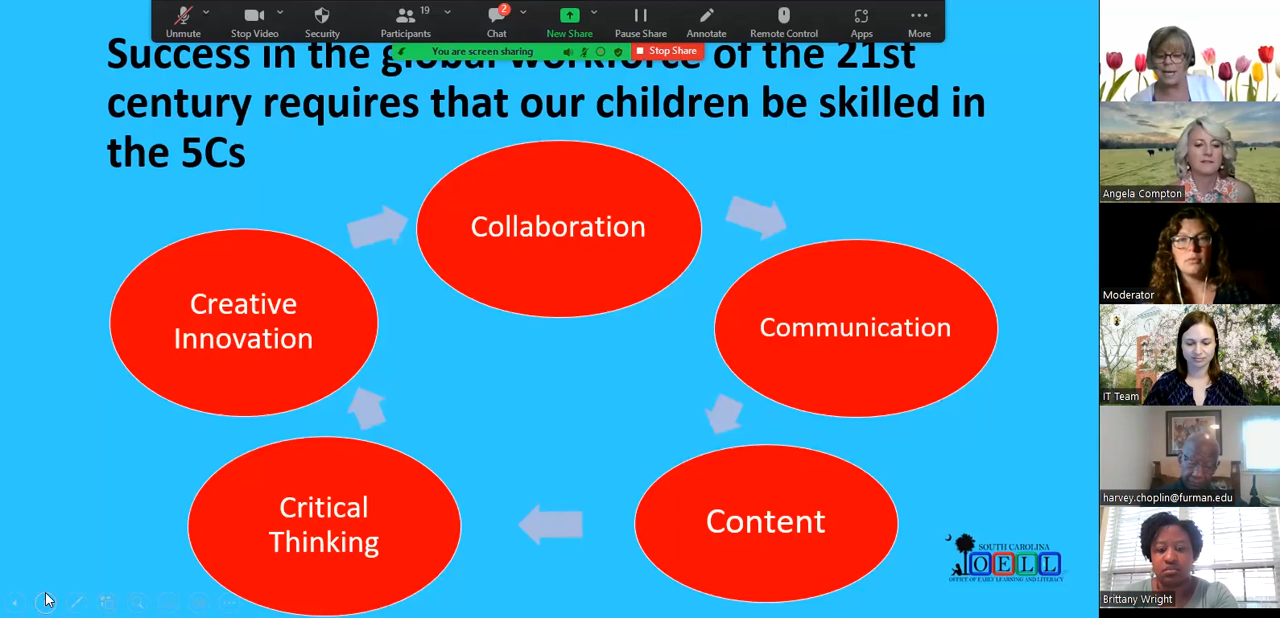 Unmute
Stop Video
Security
19
Participants
2
Chat
New Share
Pause Share
Annotate
Remote Control
Apps
More
You are screen sharing
Stop Share
Success in the global workforce of the 21st
century requires that our children be skilled in
the 5Cs
Collaboration
Communication
Content
Critical
Thinking
Creative
Innovation
SOUTH CAROLINA
OELL
OFFICE OF EARLY LEARNING AND LITERACY
Angela Compton
Moderator
IT Team
harvey.choplin@furman.edu
Brittany Wright